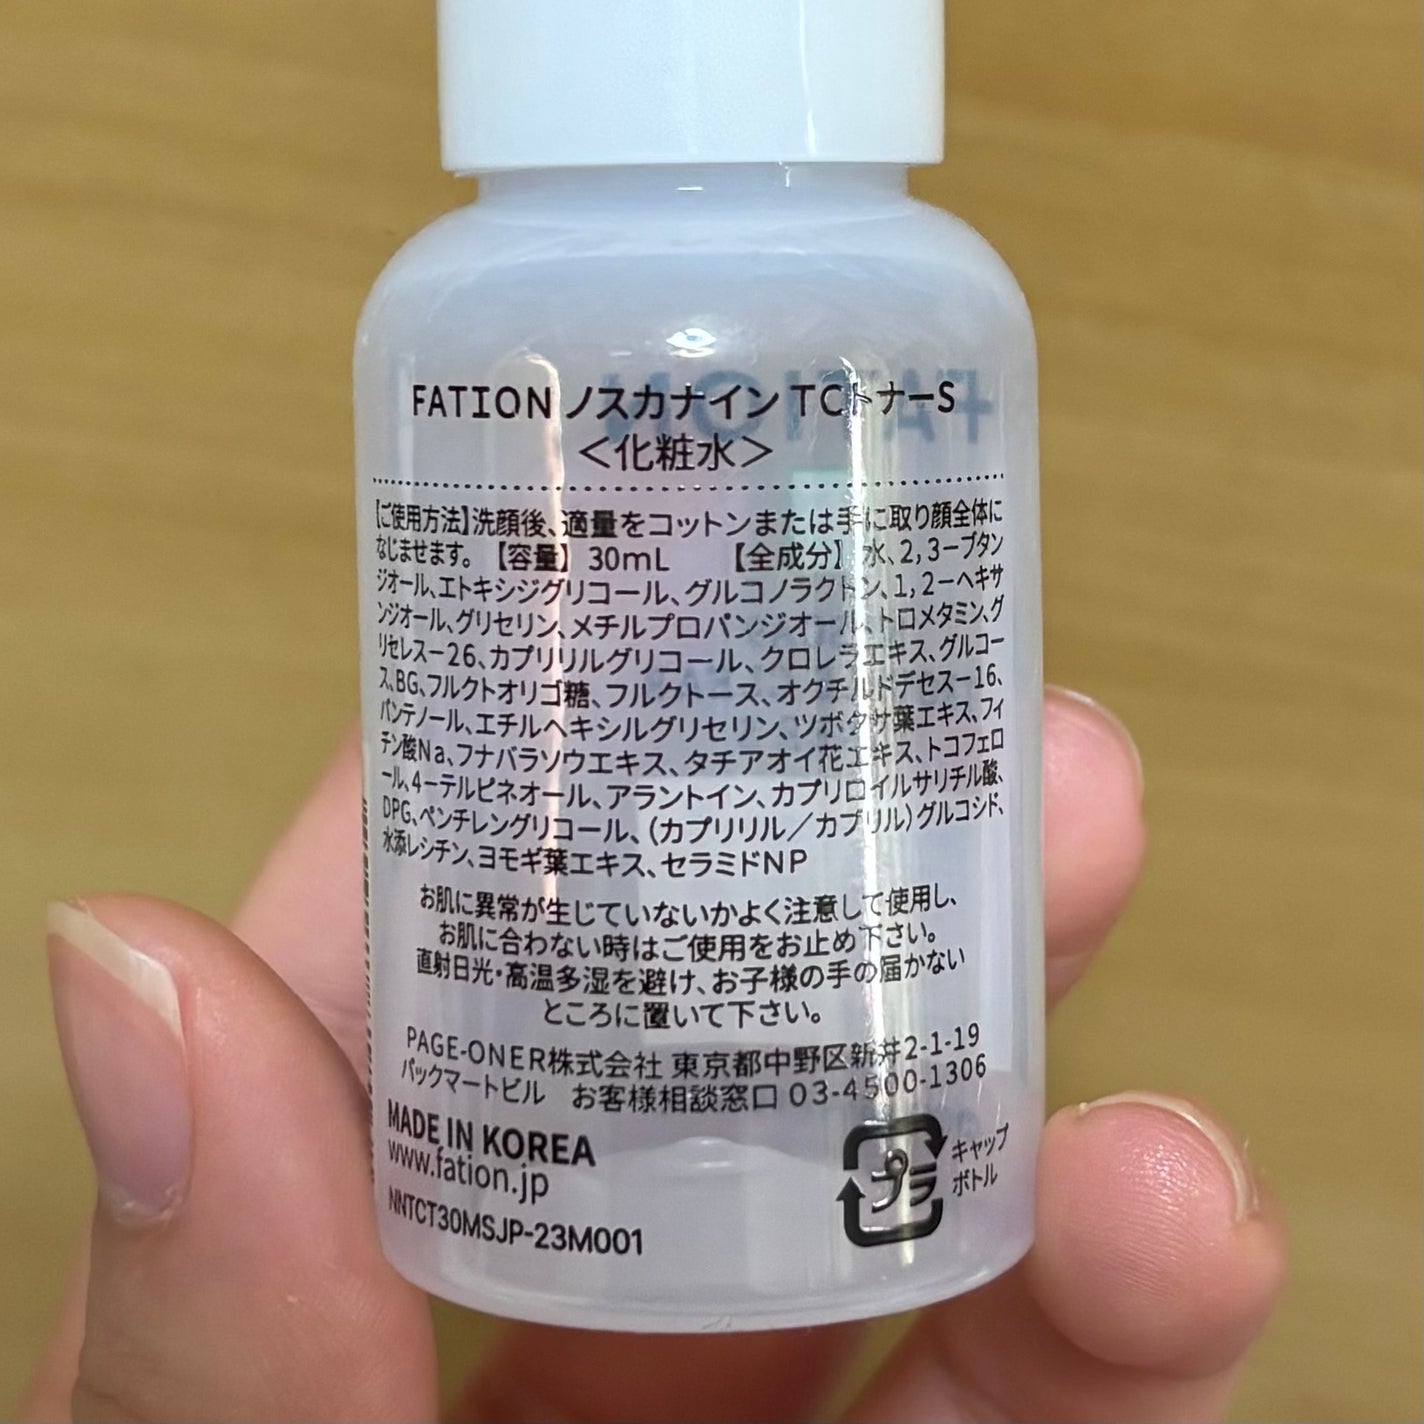 FATION ノスカナイン TCトナーS
＜化粧水＞
【ご使用方法】洗顔後、適量をコットンまたは手に取り顔全体に
なじませます。【容量】 30mL 【全成分】 水、2,3－ブタン
ジオール、エトキシジグリコール、グルコノラクトン、1,2－ヘキサ
ンジオール、グリセリン、メチルプロパンジオール、トロメタミン、グ
リセレス－26、カプリリルグリコール、クロレラエキス、グルコー
ス、BG、フルクトオリゴ糖、フルクトース、オクチルドデセス－16、
パンテノール、エチルヘキシルグリセリン、ツボクサ葉エキス、フィ
チン酸Na、フナバラソウエキス、タチアオイ花エキス、トコフェロ
ール、4－テルピネオール、アラントイン、カプリロイルサリチル酸、
DPG、ペンチレングリコール、（カプリリル／カプリル）グルコシド、
水添レシチン、ヨモギ葉エキス、セラミドNP
お肌に異常が生じていないかよく注意して使用し、
お肌に合わない時はご使用をお止め下さい。
直射日光・高温多湿を避け、お子様の手の届かない
ところに置いて下さい。
PAGE-ONER株式会社 東京都中野区新井2-1-19
パックマートビル お客様相談窓口 03-4500-1306
MADE IN KOREA
www.fation.jp
NNTCT30MSJP-23M001
プラ
キャップ
ボトル